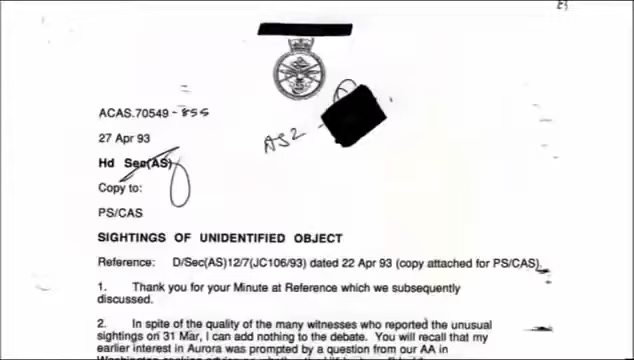 ACAS.70549 - 855
27 Apr 93
AS2
Hd Sec(AS)
Copy to:
PS/CAS
SIGHTINGS OF UNIDENTIFIED OBJECT
Reference: D/Sec(AS)12/7(JC106/93) dated 22 Apr 93 (copy attached for PS/CAS).
1. Thank you for your Minute at Reference which we subsequently
discussed.
2. In spite of the quality of the many witnesses who reported the unusual
sightings on 31 Mar, I can add nothing to the debate. You will recall that my
earlier interest in Aurora was prompted by a question from our AA in